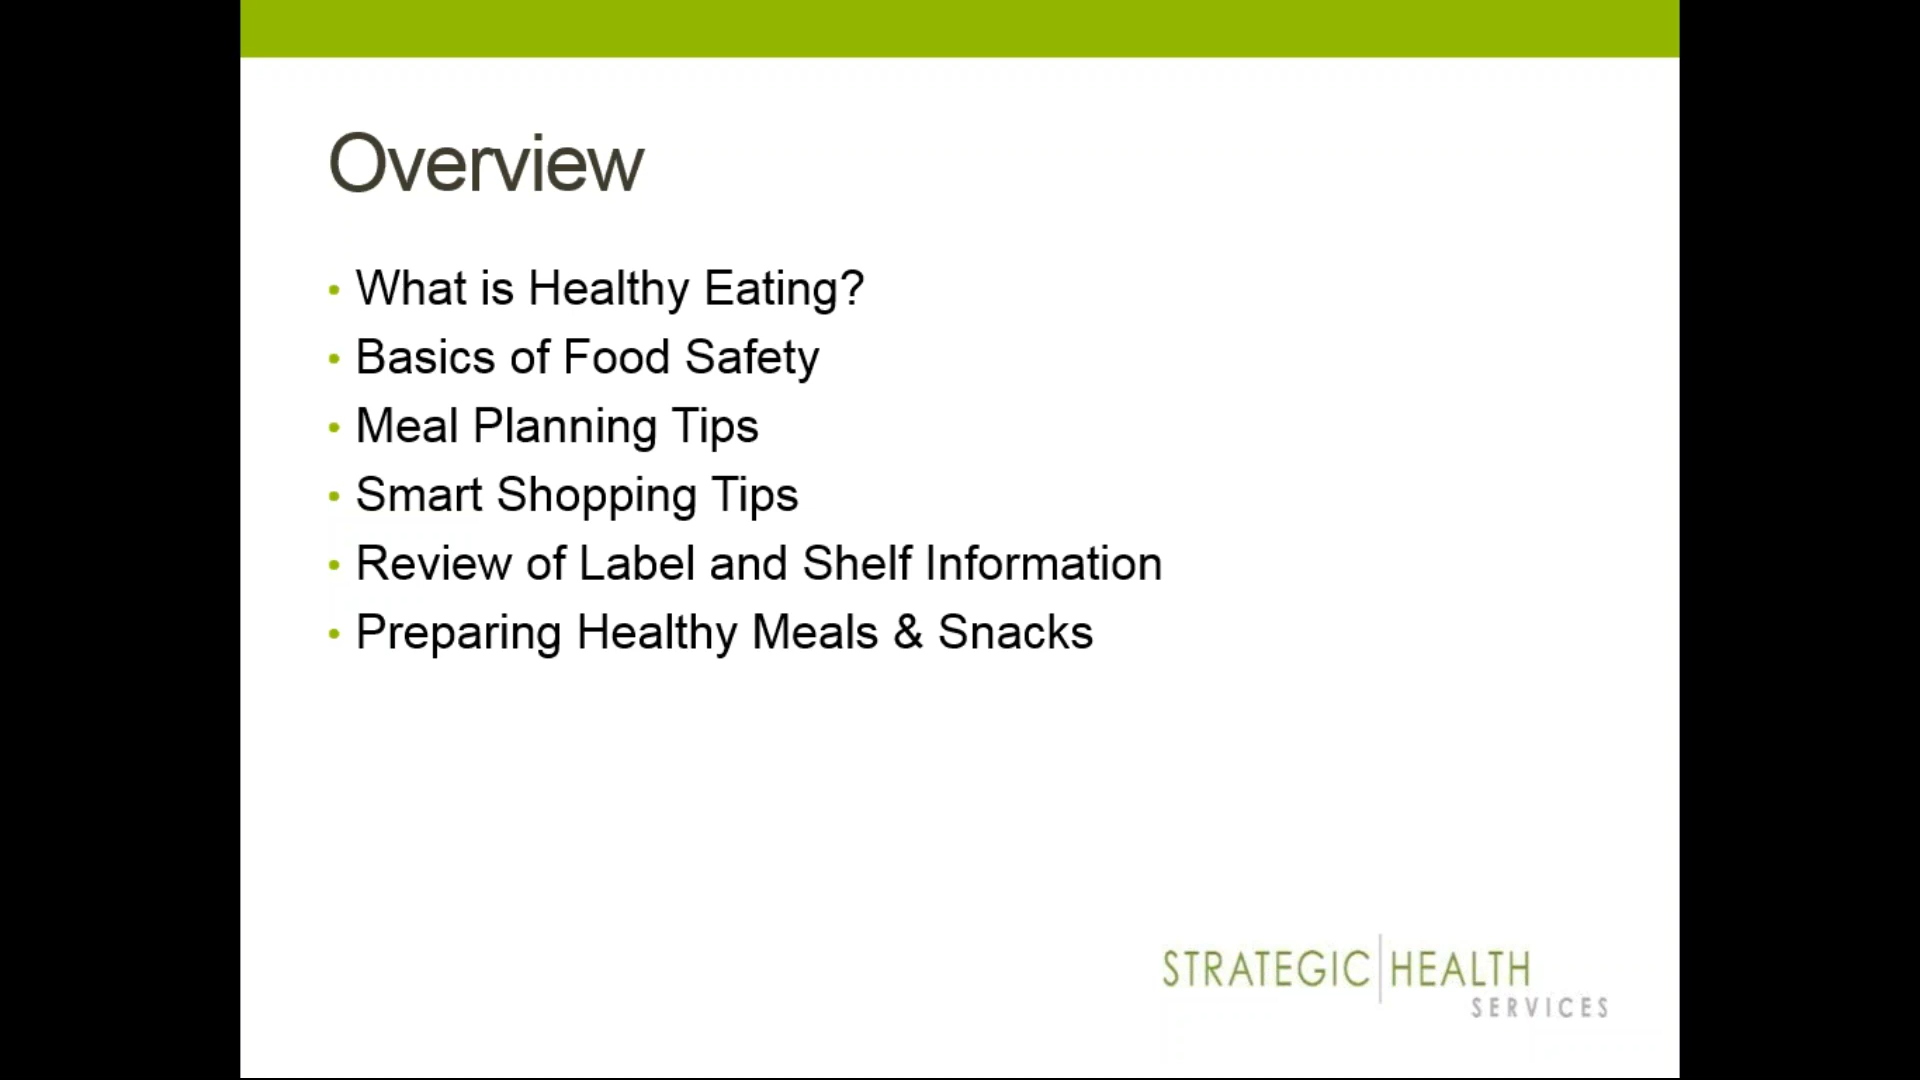 Overview
• What is Healthy Eating?
• Basics of Food Safety
• Meal Planning Tips
• Smart Shopping Tips
• Review of Label and Shelf Information
• Preparing Healthy Meals & Snacks
STRATEGIC HEALTH
SERVICES